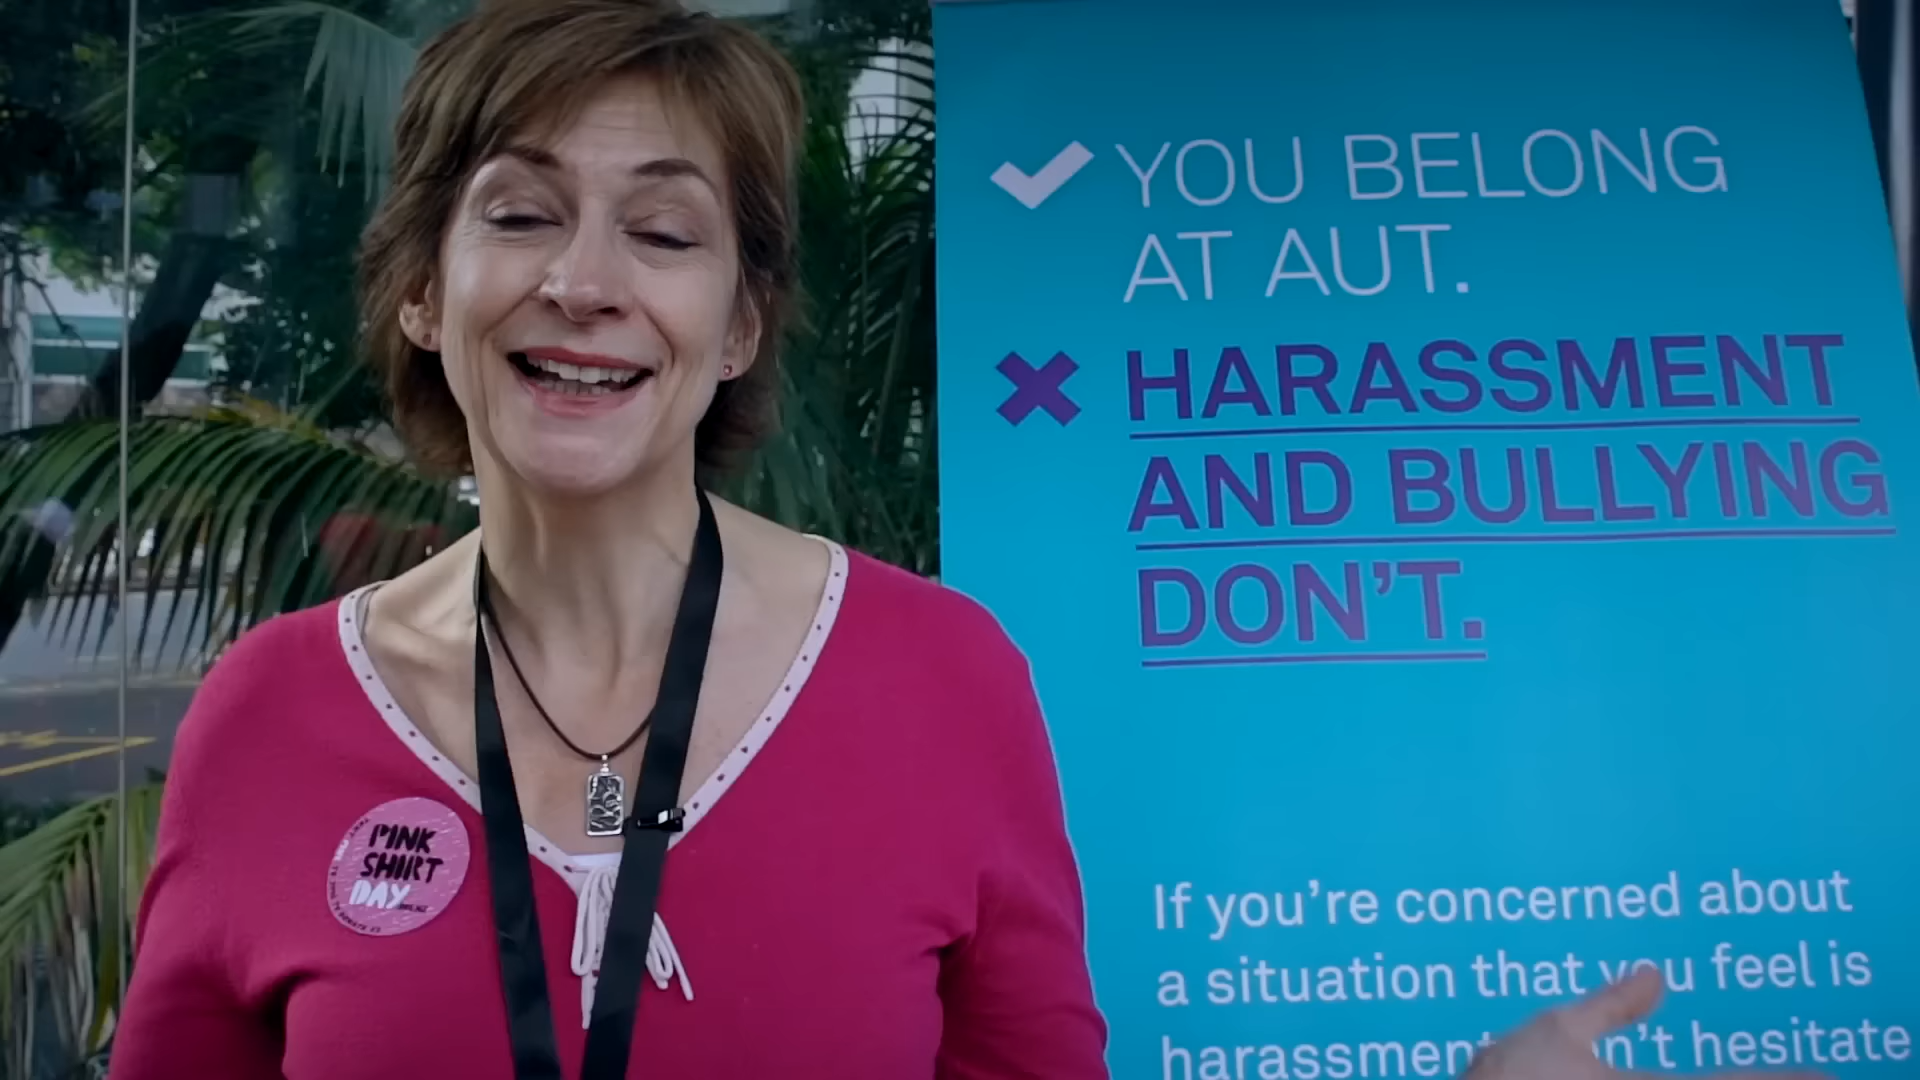 YOU BELONG
AT AUT.
HARASSMENT
AND BULLYING
DON'T.
If you're concerned about
a situation that you feel is
hesitate
PINK
SHIRT
DAY